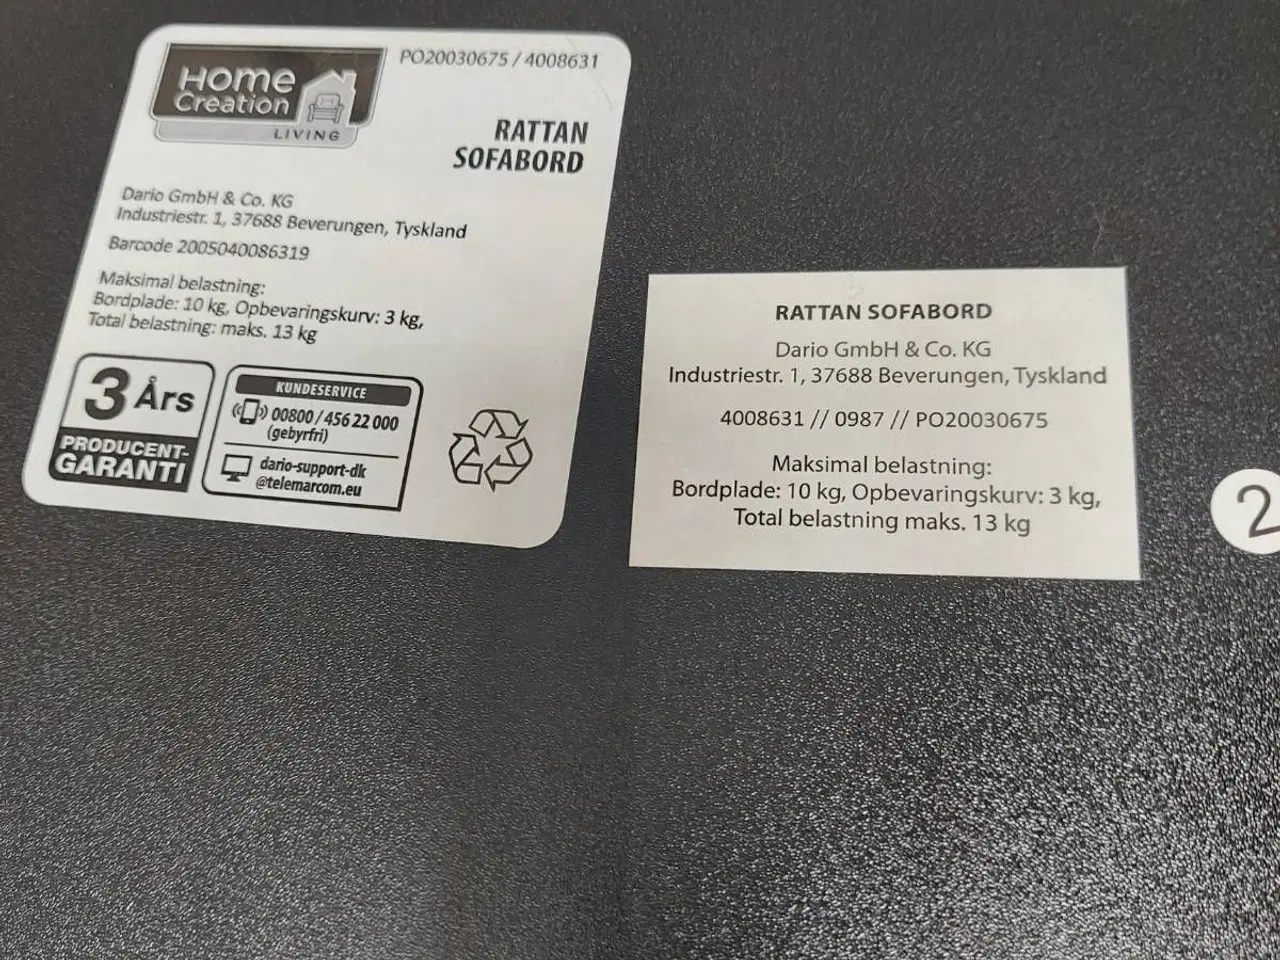 Home
Creation
LIVING
PO20030675 / 4008631
RATTAN
SOFABORD
Dario GmbH & Co. KG
Industriestr. 1, 37688 Beverungen, Tyskland
Barcode 2005040086319
Maksimal belastning:
Bordplade: 10 kg, Opbevaringskurv: 3 kg,
Total belastning: maks. 13 kg
3 Års
PRODUCENT-
GARANTI
KUNDESERVICE
00800 / 456 22 000
(gebyrfri)
dario-support-dk
@telemarcom.eu
RATTAN SOFABORD
Dario GmbH & Co. KG
Industriestr. 1, 37688 Beverungen, Tyskland
4008631 // 0987 // PO20030675
Maksimal belastning:
Bordplade: 10 kg, Opbevaringskurv: 3 kg,
Total belastning maks. 13 kg
2